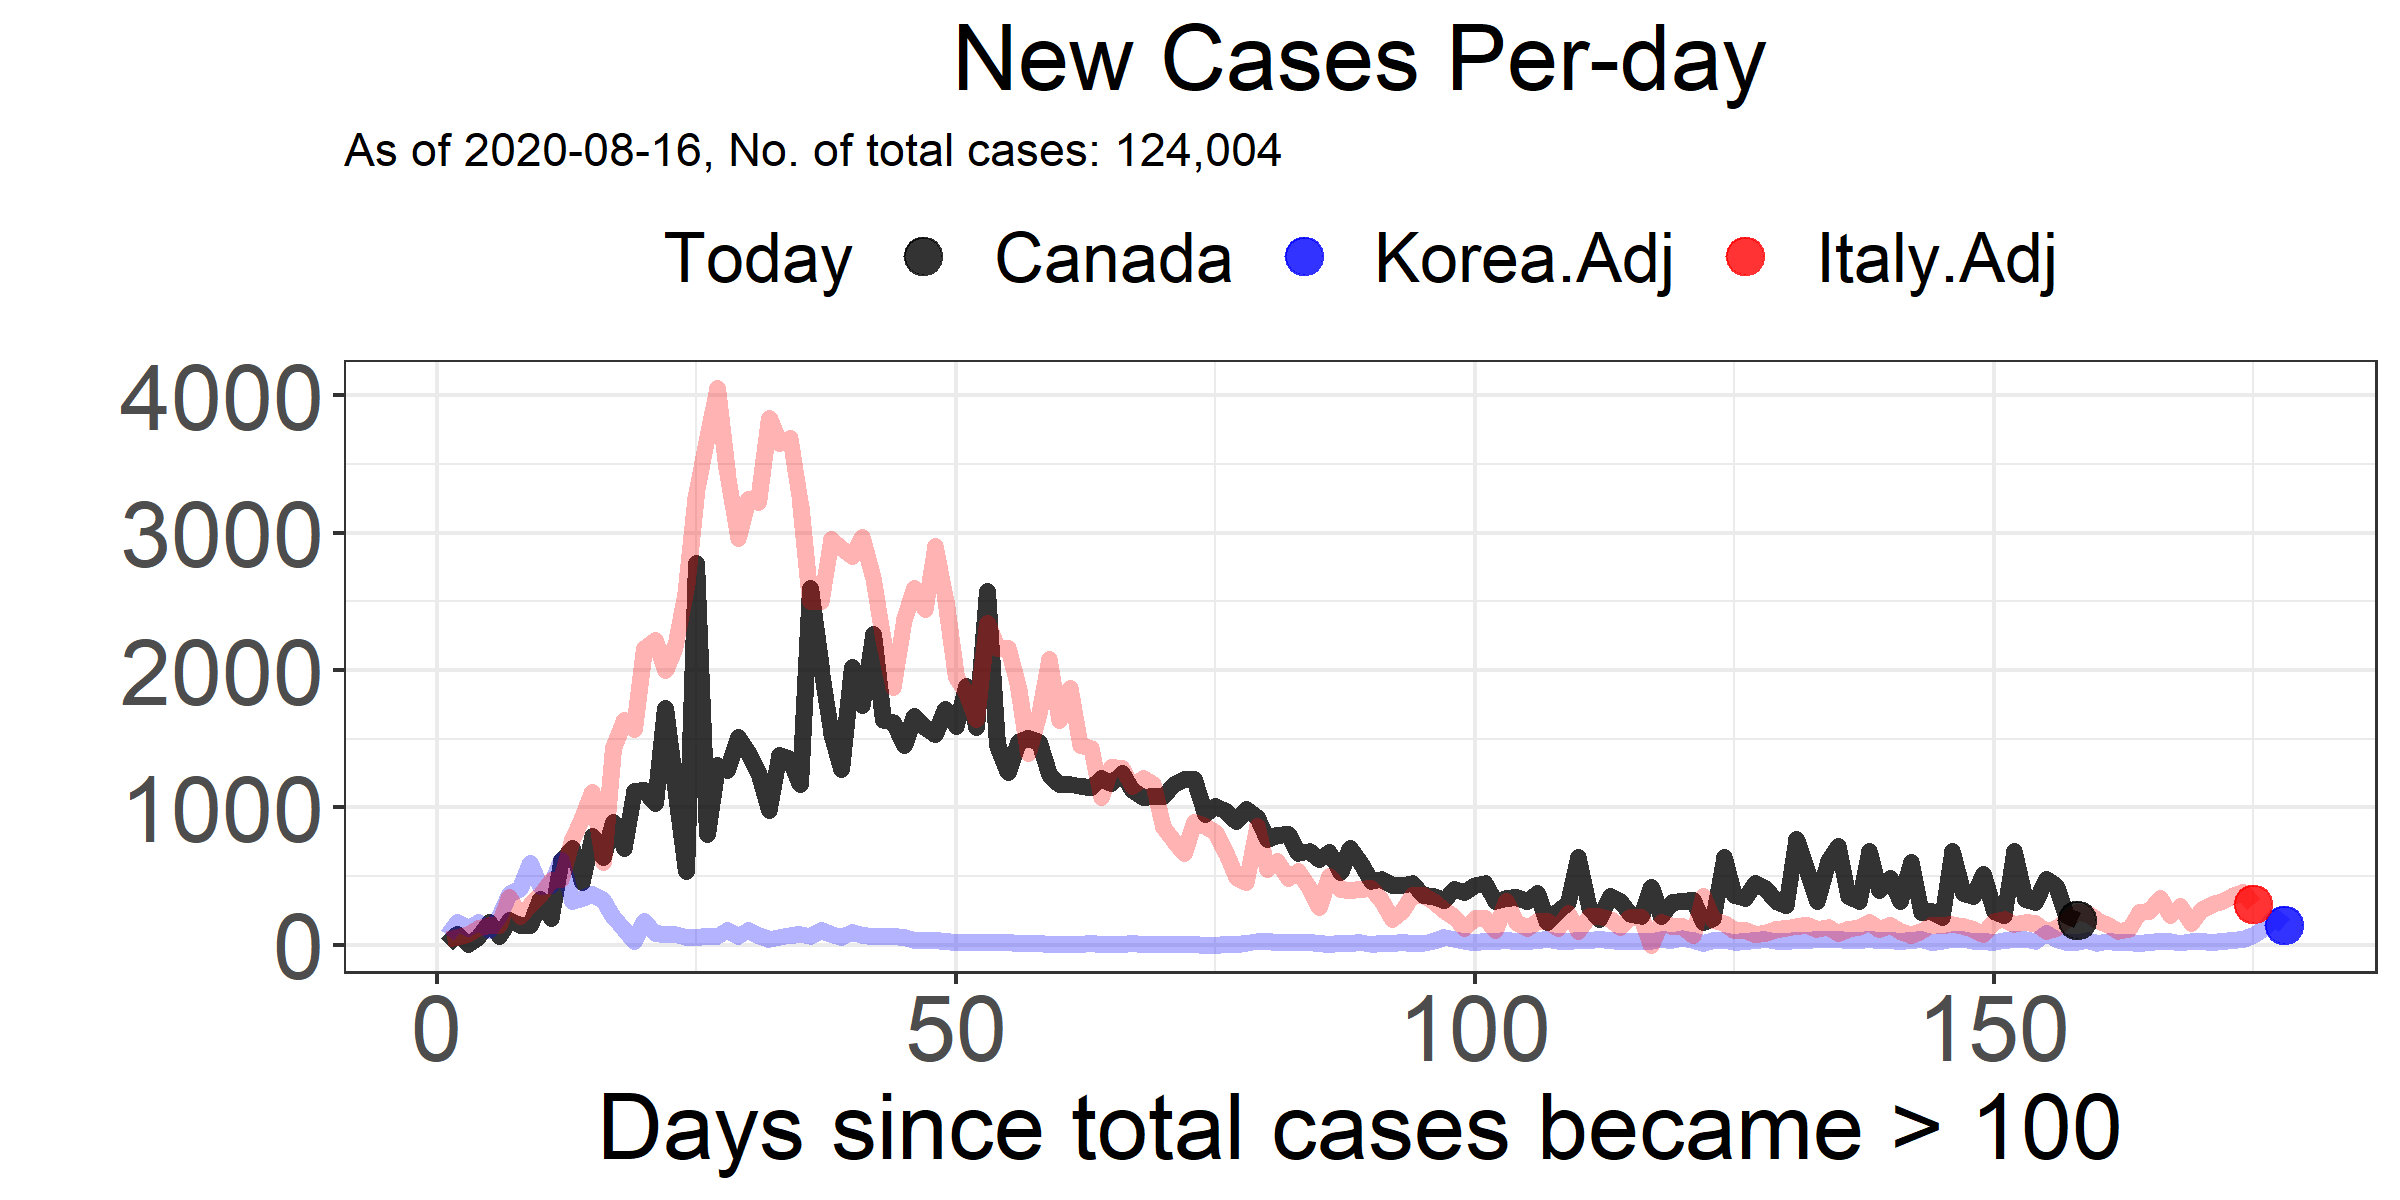 New Cases Per-day
As of 2020-08-16, No. of total cases: 124,004
Today Canada Korea.Adj Italy.Adj
4000
3000
2000
1000
0
0 50 100 150
Days since total cases became > 100